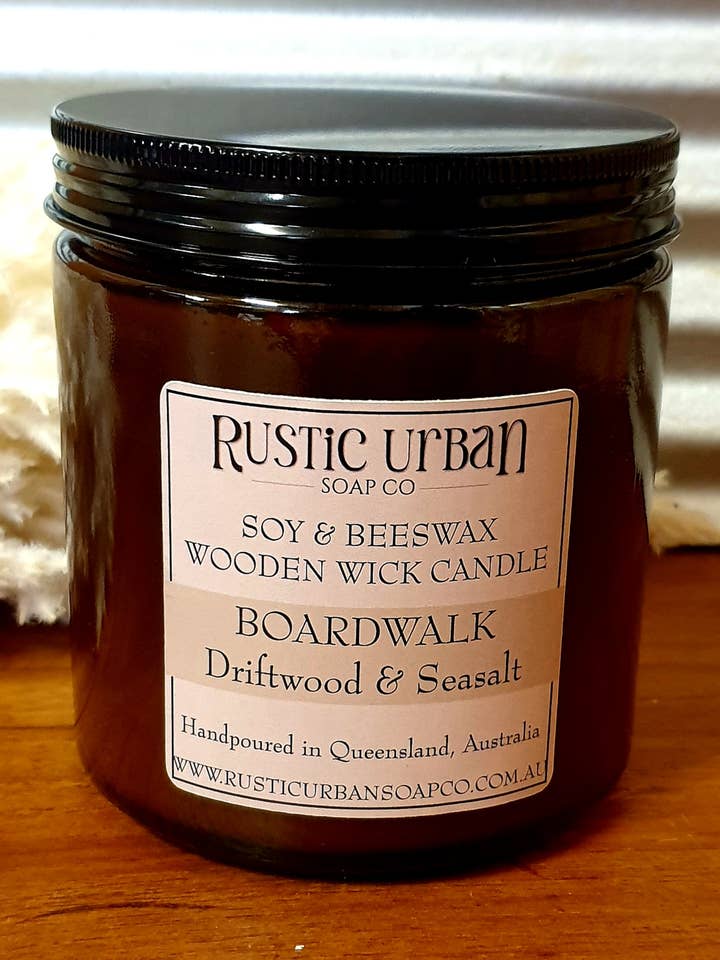 RUSTiC UrBaN
SOAP CO
SOY & BEESWAX
WOODEN WICK CANDLE
BOARDWALK
Driftwood & Seasalt
Handpoured in Queensland, Australia
WWW.RUSTICURBANSOAPCO.COM.AU